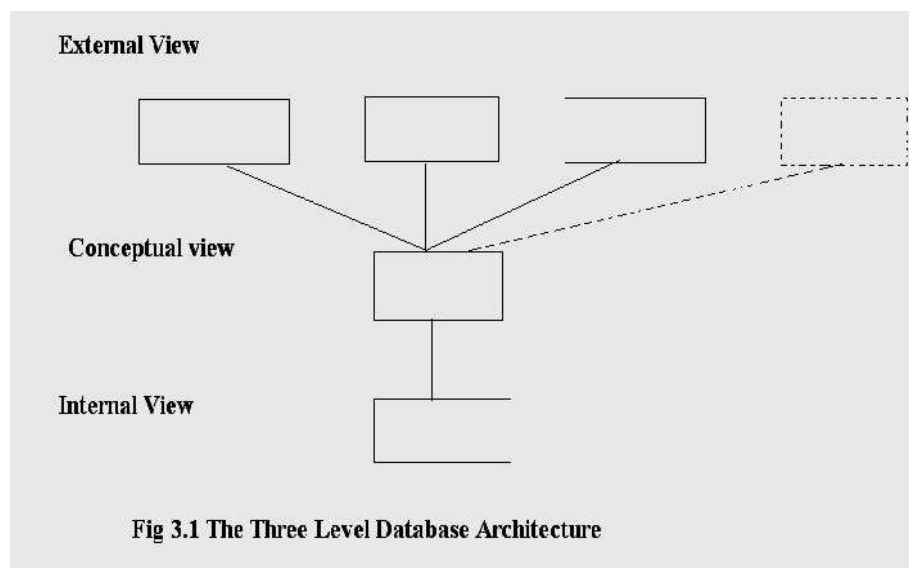 External View
Conceptual view
Internal View
Fig 3.1 The Three Level Database Architecture